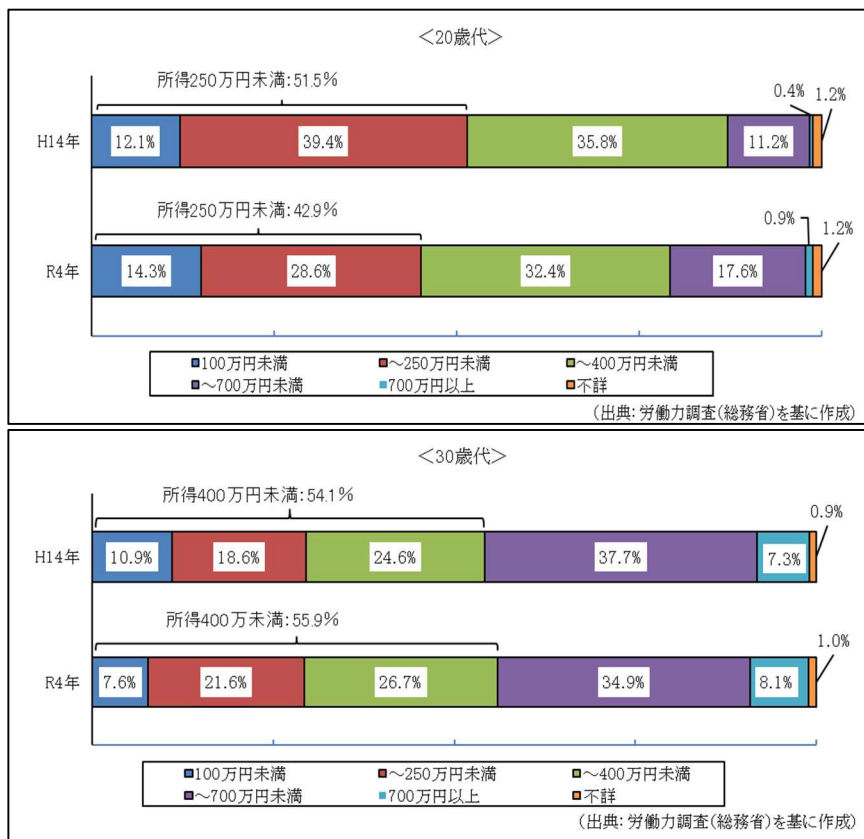 ＜20歳代＞
所得250万円未満:51.5%
0.4%
1.2%
H14年
12.1%
39.4%
35.8%
11.2%
所得250万円未満:42.9%
0.9%
1.2%
R4年
14.3%
28.6%
32.4%
17.6%
100万円未満 ～250万円未満 ～400万円未満
～700万円未満 700万円以上 不詳
(出典:労働力調査(総務省)を基に作成)
＜30歳代＞
所得400万円未満:54.1%
0.9%
H14年
10.9%
18.6%
24.6%
37.7%
7.3%
所得400万未満:55.9%
1.0%
R4年
7.6%
21.6%
26.7%
34.9%
8.1%
100万円未満 ～250万円未満 ～400万円未満
～700万円未満 700万円以上 不詳
(出典:労働力調査(総務省)を基に作成)